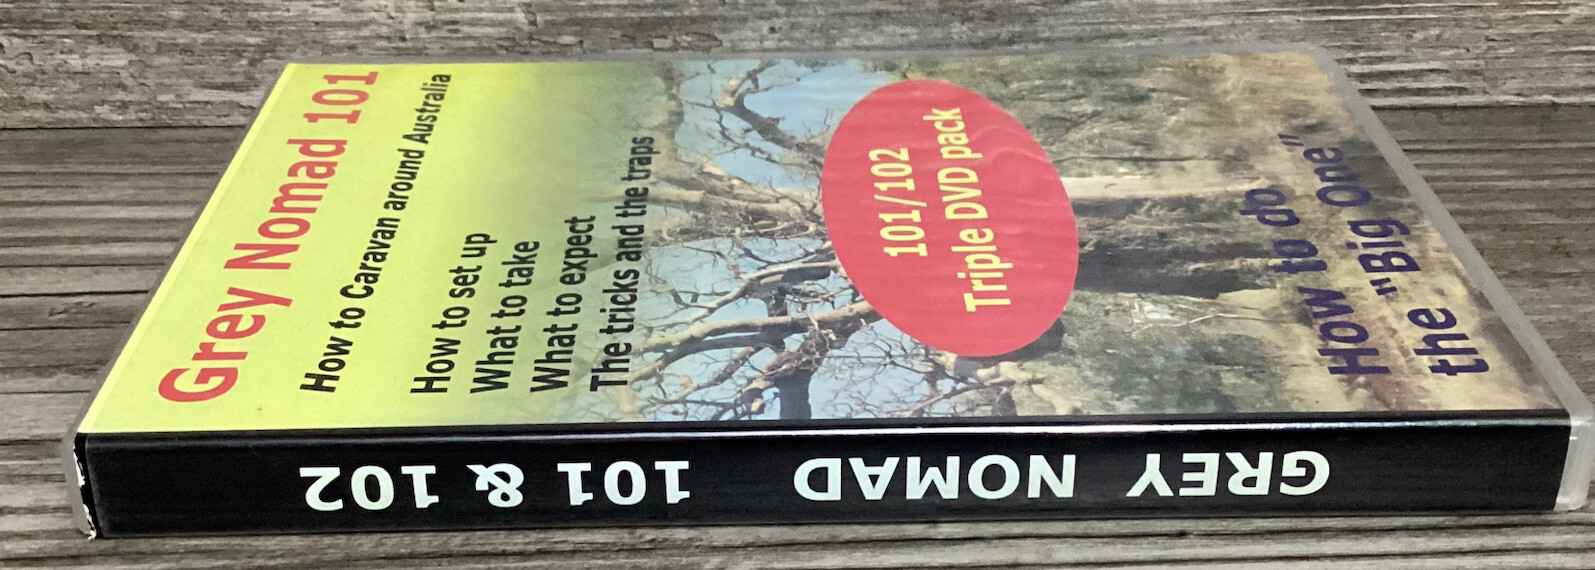 Grey Nomad 101
How to Caravan around Australia
How to set up
What to take
What to expect
The tricks and the traps
101/102
Triple DVD pack
How to do
the "Big One"
GREY NOMAD 101 & 102